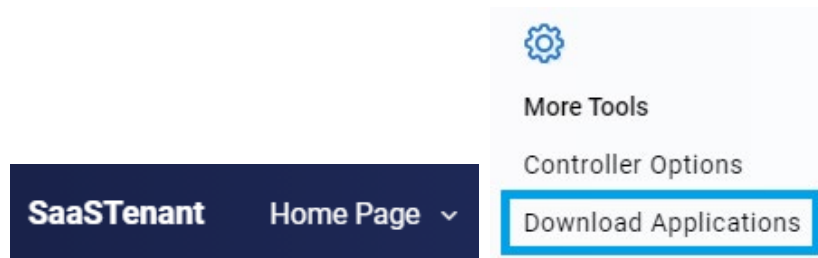 SaaSTenant Home Page
More Tools
Controller Options
Download Applications